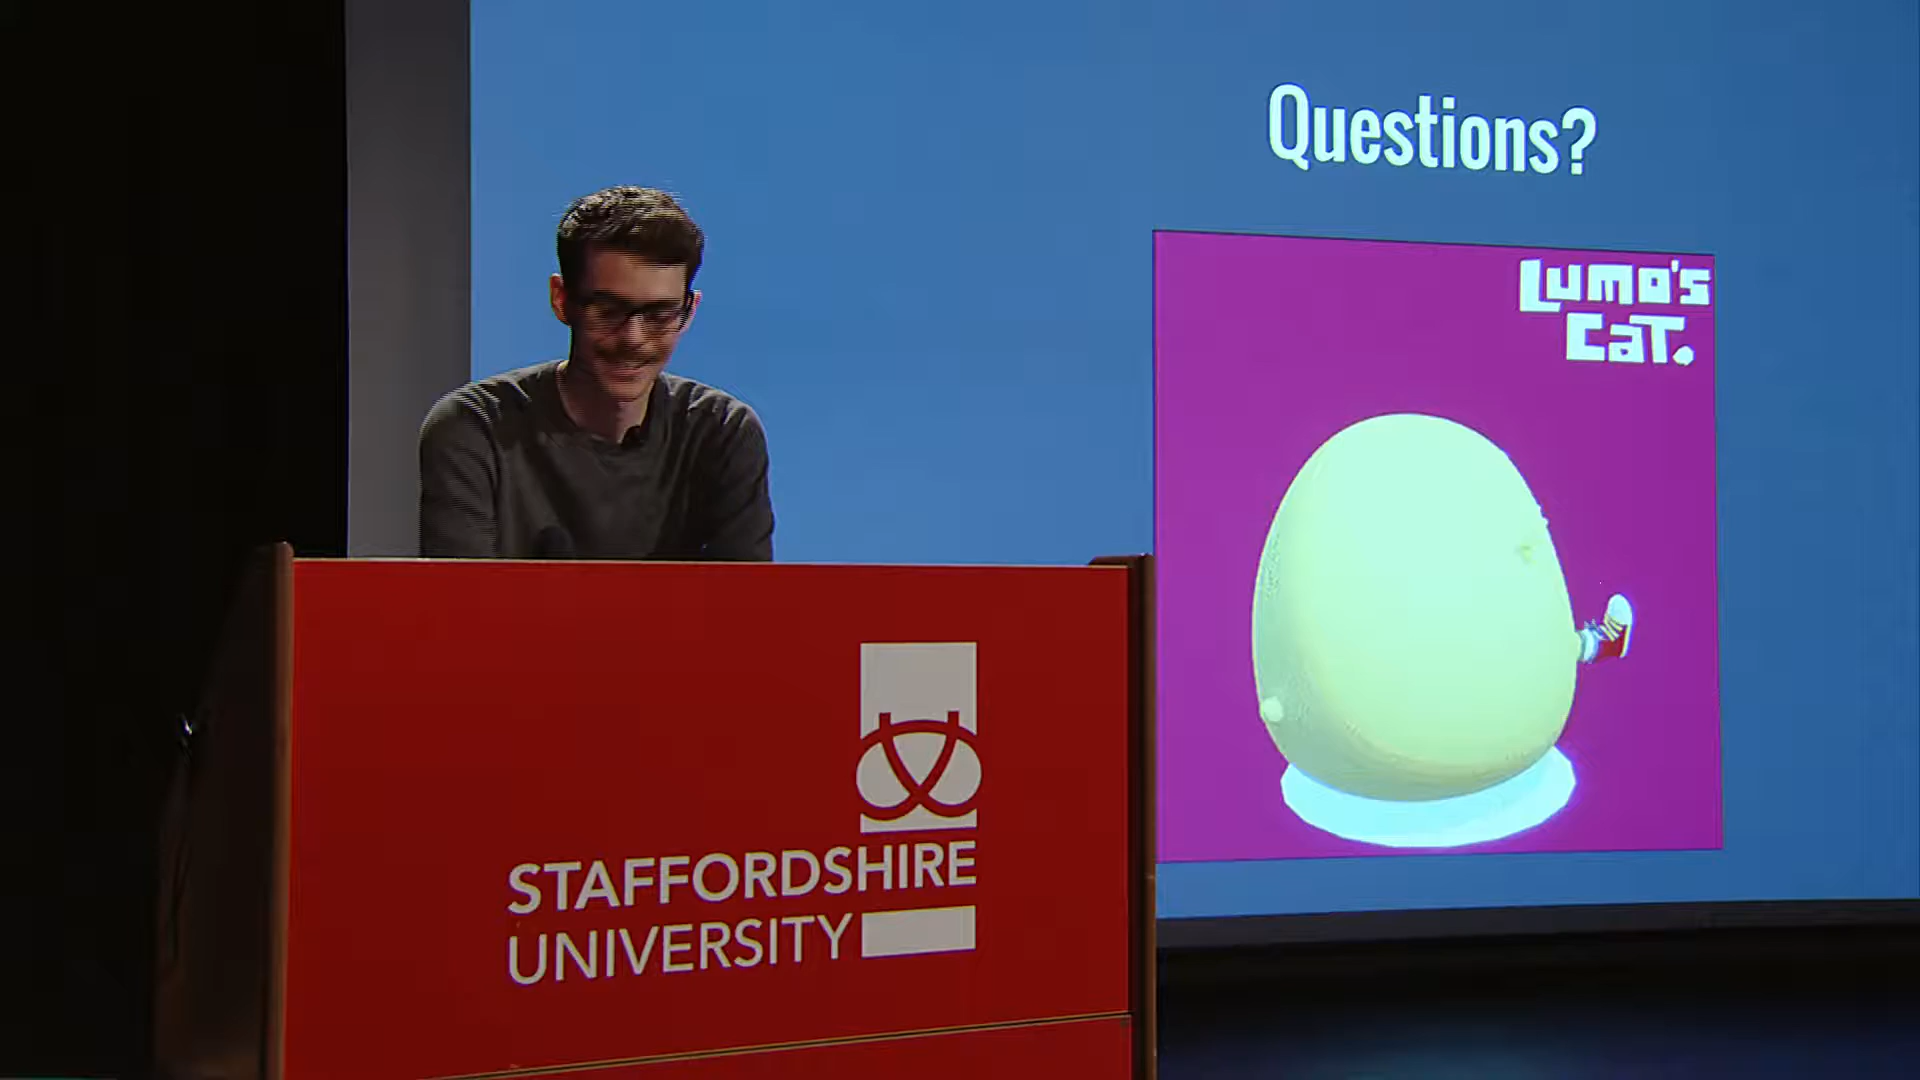 Questions?
LUMO'S
CAT.
STAFFORDSHIRE
UNIVERSITY